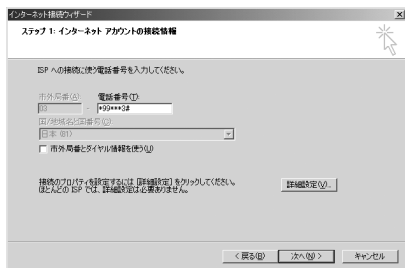 インターネット接続ウィザード
ステップ 1: インターネット アカウントの接続情報
ISP への接続に使う電話番号を入力してください。
市外局番(A): 電話番号(T):
03 - *99***3#
国/地域名と国番号(C):
日本 (81)
市外局番とダイヤル情報を使う(U)
接続のプロパティを設定するには [詳細設定] をクリックしてください。
ほとんどの ISP では、詳細設定は必要ありません。
詳細設定(V)...
< 戻る(B)
次へ(N) >
キャンセル